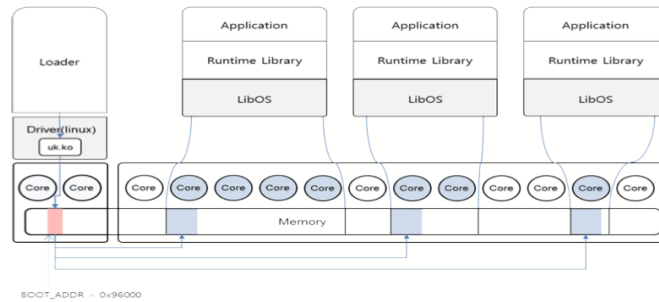 Loader
Application
Application
Application
Runtime Library
Runtime Library
Runtime Library
LibOS
LibOS
LibOS
Driver(linux)
uk.ko
Core Core Core Core Core Core Core Core Core Core Core Core Core Core
Memory
BOOT_ADDR = 0x96000